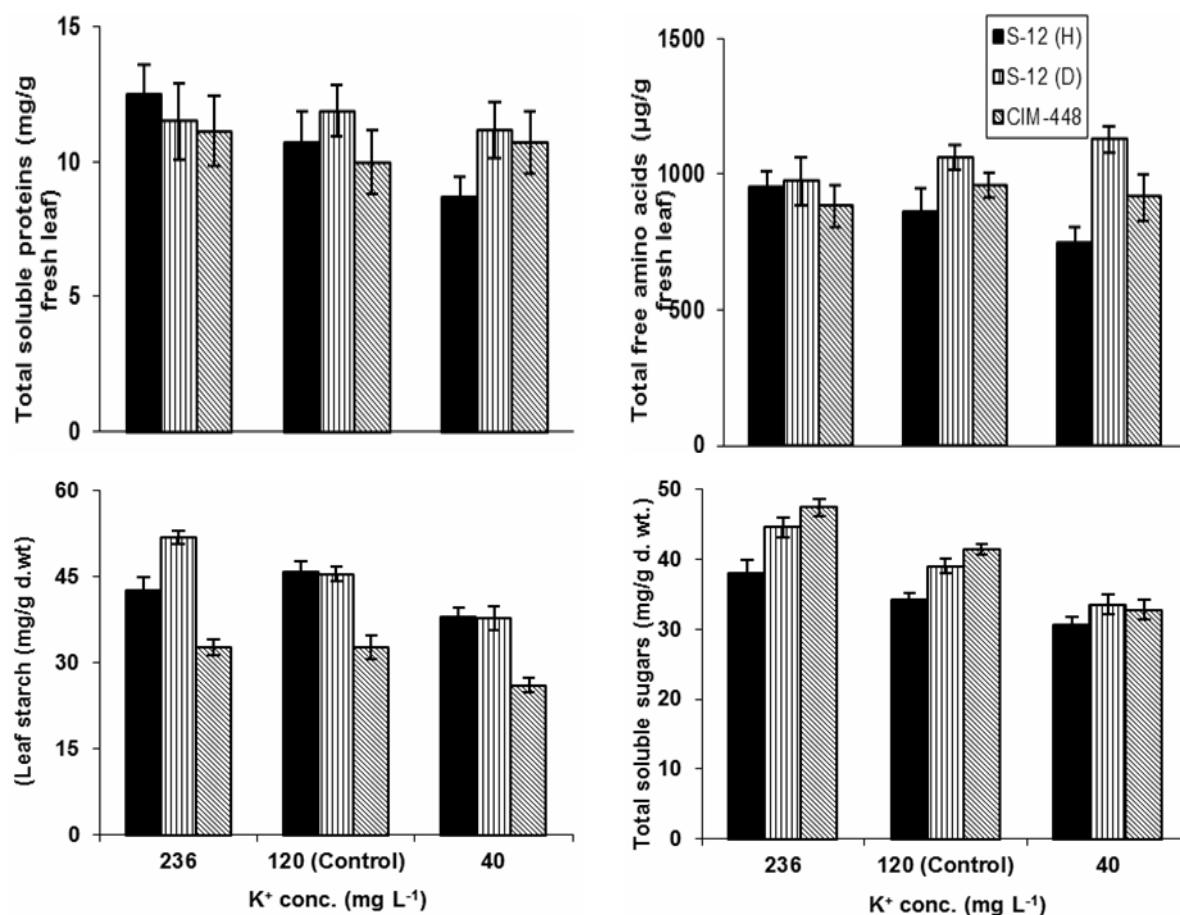 Total soluble proteins (mg/g
fresh leaf)
15
10
5
0
Total free amino acids (µg/g
fresh leaf)
1500
1000
500
0
S-12 (H)
S-12 (D)
CIM-448
(Leaf starch (mg/g d.wt)
60
45
30
15
0
236
120 (Control)
40
K⁺ conc. (mg L⁻¹)
Total soluble sugars (mg/g d. wt.)
50
40
30
20
10
0
236
120 (Control)
40
K⁺ conc. (mg L⁻¹)